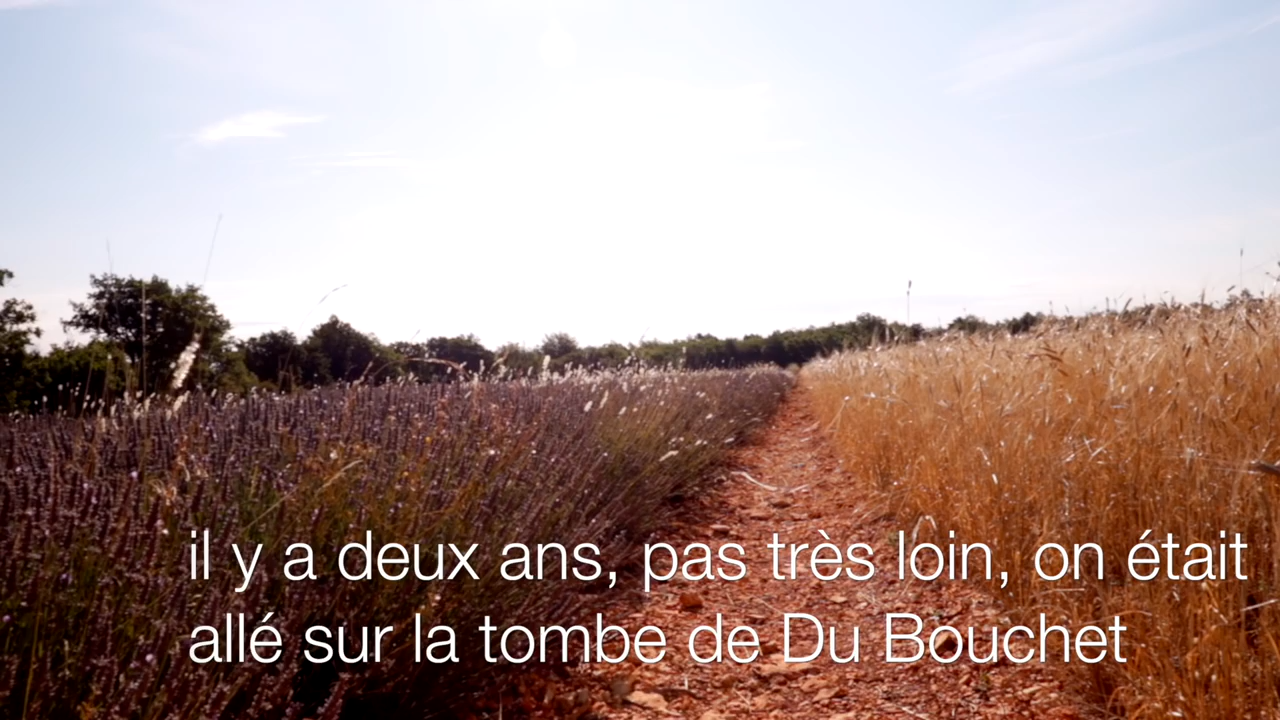 il y a deux ans, pas très loin, on était
allé sur la tombe de Du Bouchet